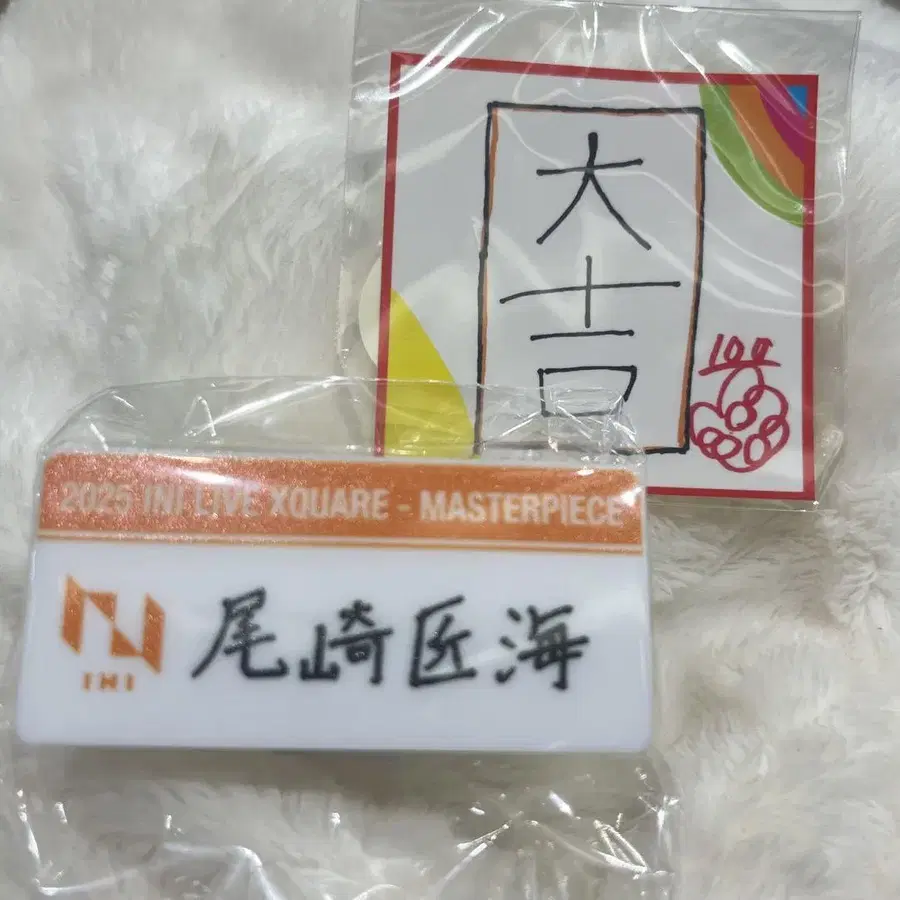 大
吉
2025 INI LIVE XQUARE - MASTERPIECE
INI
尾崎匠海